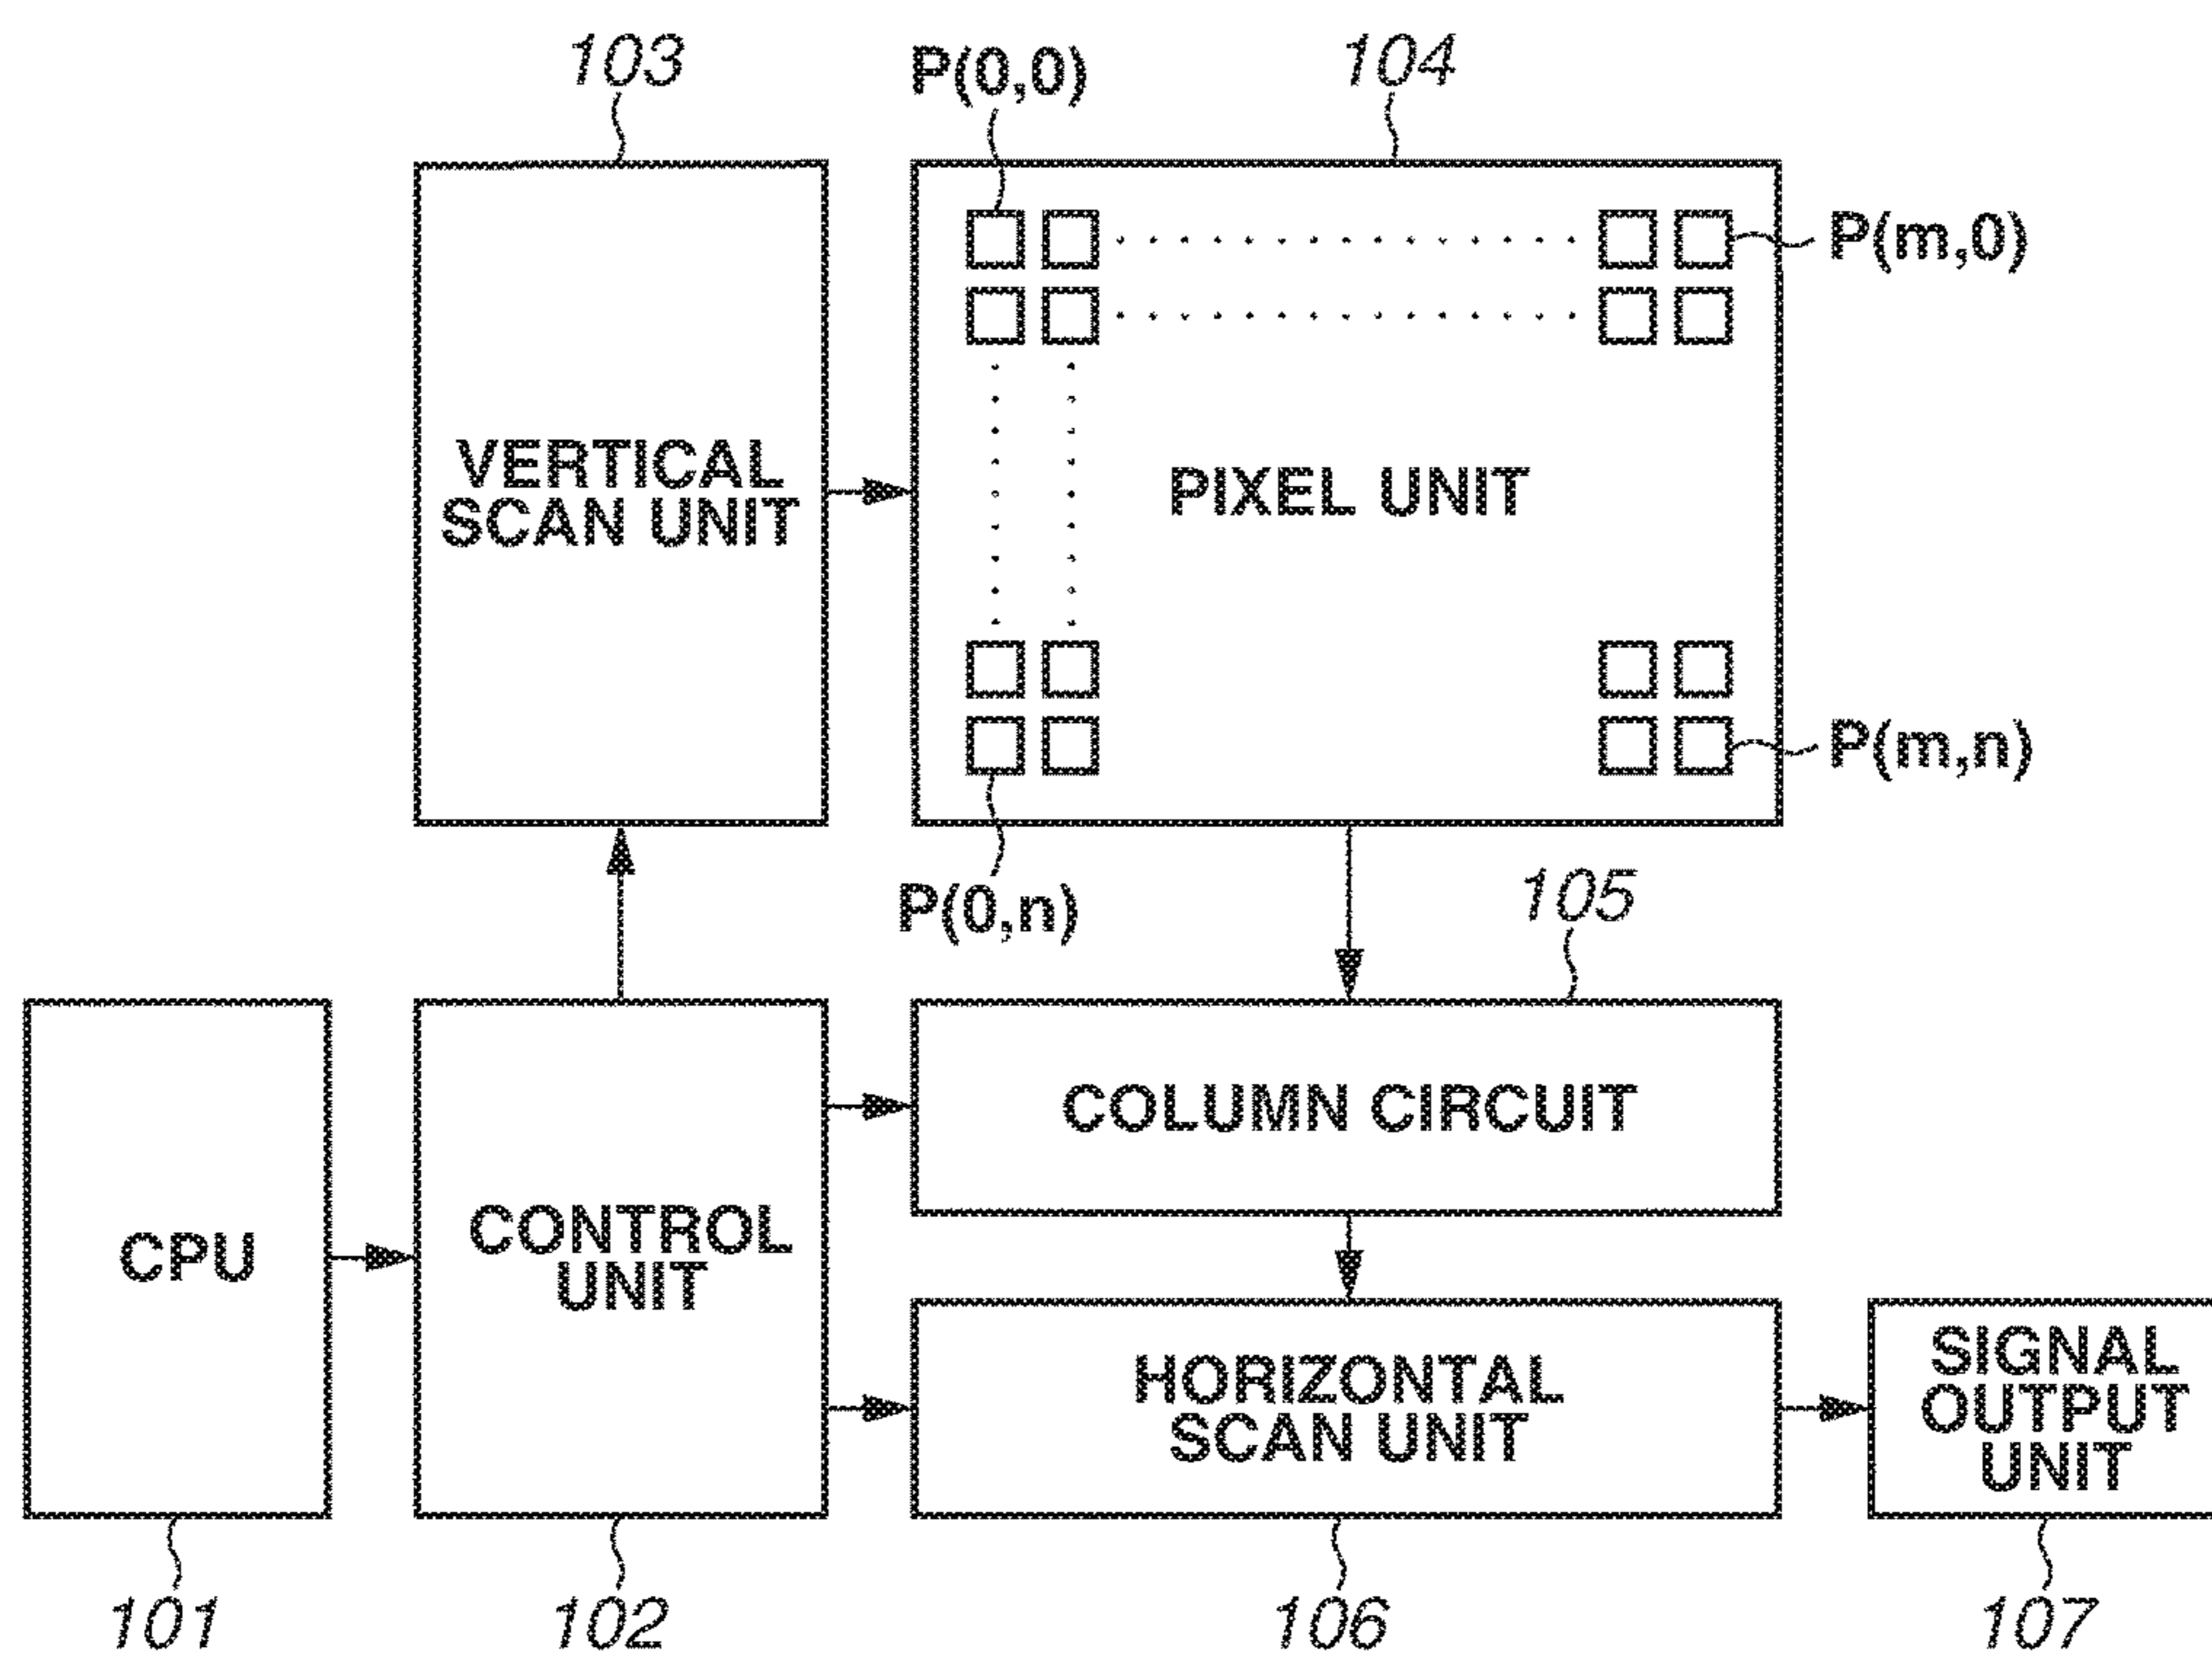 103
P(0,0)
104
P(m,0)
VERTICAL
SCAN UNIT
PIXEL UNIT
P(m,n)
P(0,n)
105
COLUMN CIRCUIT
CPU
CONTROL
UNIT
HORIZONTAL
SCAN UNIT
SIGNAL
OUTPUT
UNIT
101
102
106
107